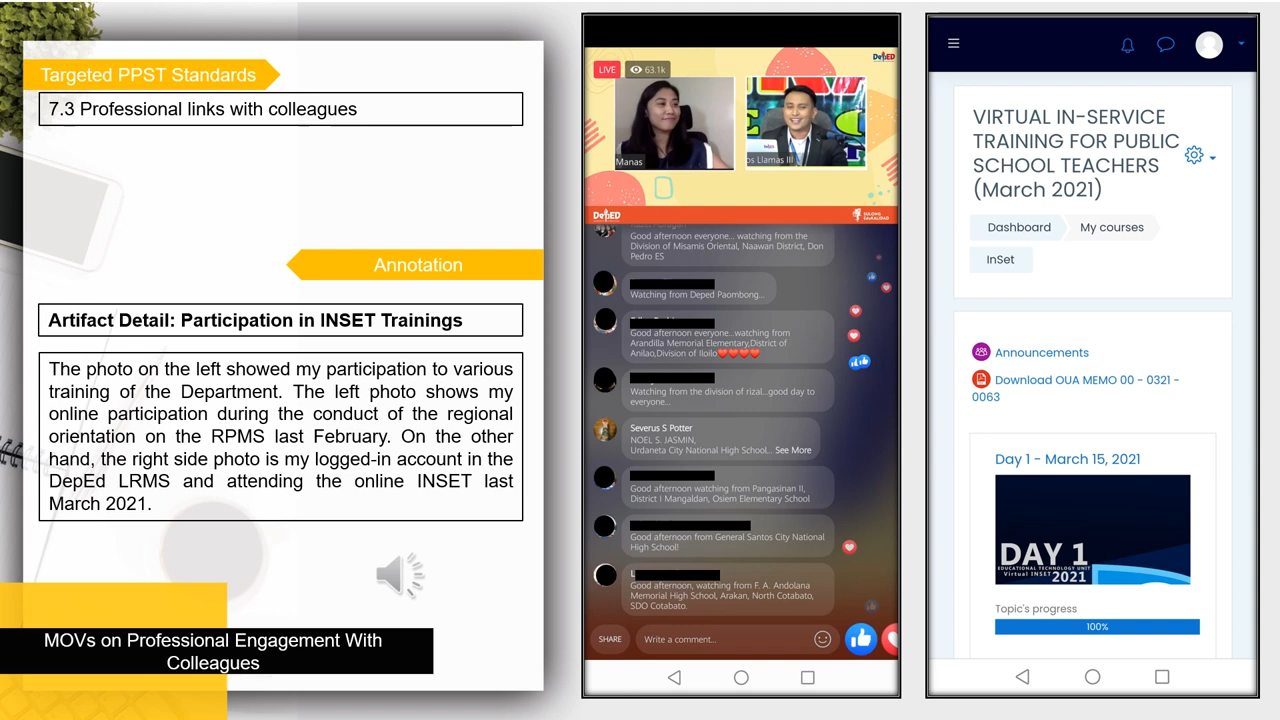 Targeted PPST Standards
7.3 Professional links with colleagues
Annotation
Artifact Detail: Participation in INSET Trainings
The photo on the left showed my participation to various
training of the Department. The left photo shows my
online participation during the conduct of the regional
orientation on the RPMS last February. On the other
hand, the right side photo is my logged-in account in the
DepEd LRMS and attending the online INSET last
March 2021.
MOVs on Professional Engagement With
Colleagues
LIVE
63.1k
DepED
Manas
os Llamas III
DepED
SULONG
EduKALIDAD
Good afternoon everyone... watching from the
Division of Misamis Oriental, Naawan District, Don
Pedro ES
Watching from Deped Paombong...
Good afternoon everyone...watching from
Arandilla Memorial Elementary,District of
Anilao,Division of Iloilo❤❤❤❤
Watching from the division of rizal...good day to
everyone...
Severus S Potter
NOEL S. JASMIN,
Urdaneta City National High School... See More
Good afternoon watching from Pangasinan II,
District I Mangaldan, Osiem Elementary School
Good afternoon from General Santos City National
High School!
L
Good afternoon, watching from F. A. Andolana
Memorial High School, Arakan, North Cotabato,
SDO Cotabato.
SHARE
Write a comment...
VIRTUAL IN-SERVICE
TRAINING FOR PUBLIC
SCHOOL TEACHERS
(March 2021)
Dashboard
My courses
InSet
Announcements
Download OUA MEMO 00 - 0321 -
0063
Day 1 - March 15, 2021
DAY 1
EDUCATIONAL TECHNOLOGY UNIT
Virtual INSET 2021
Topic's progress
100%